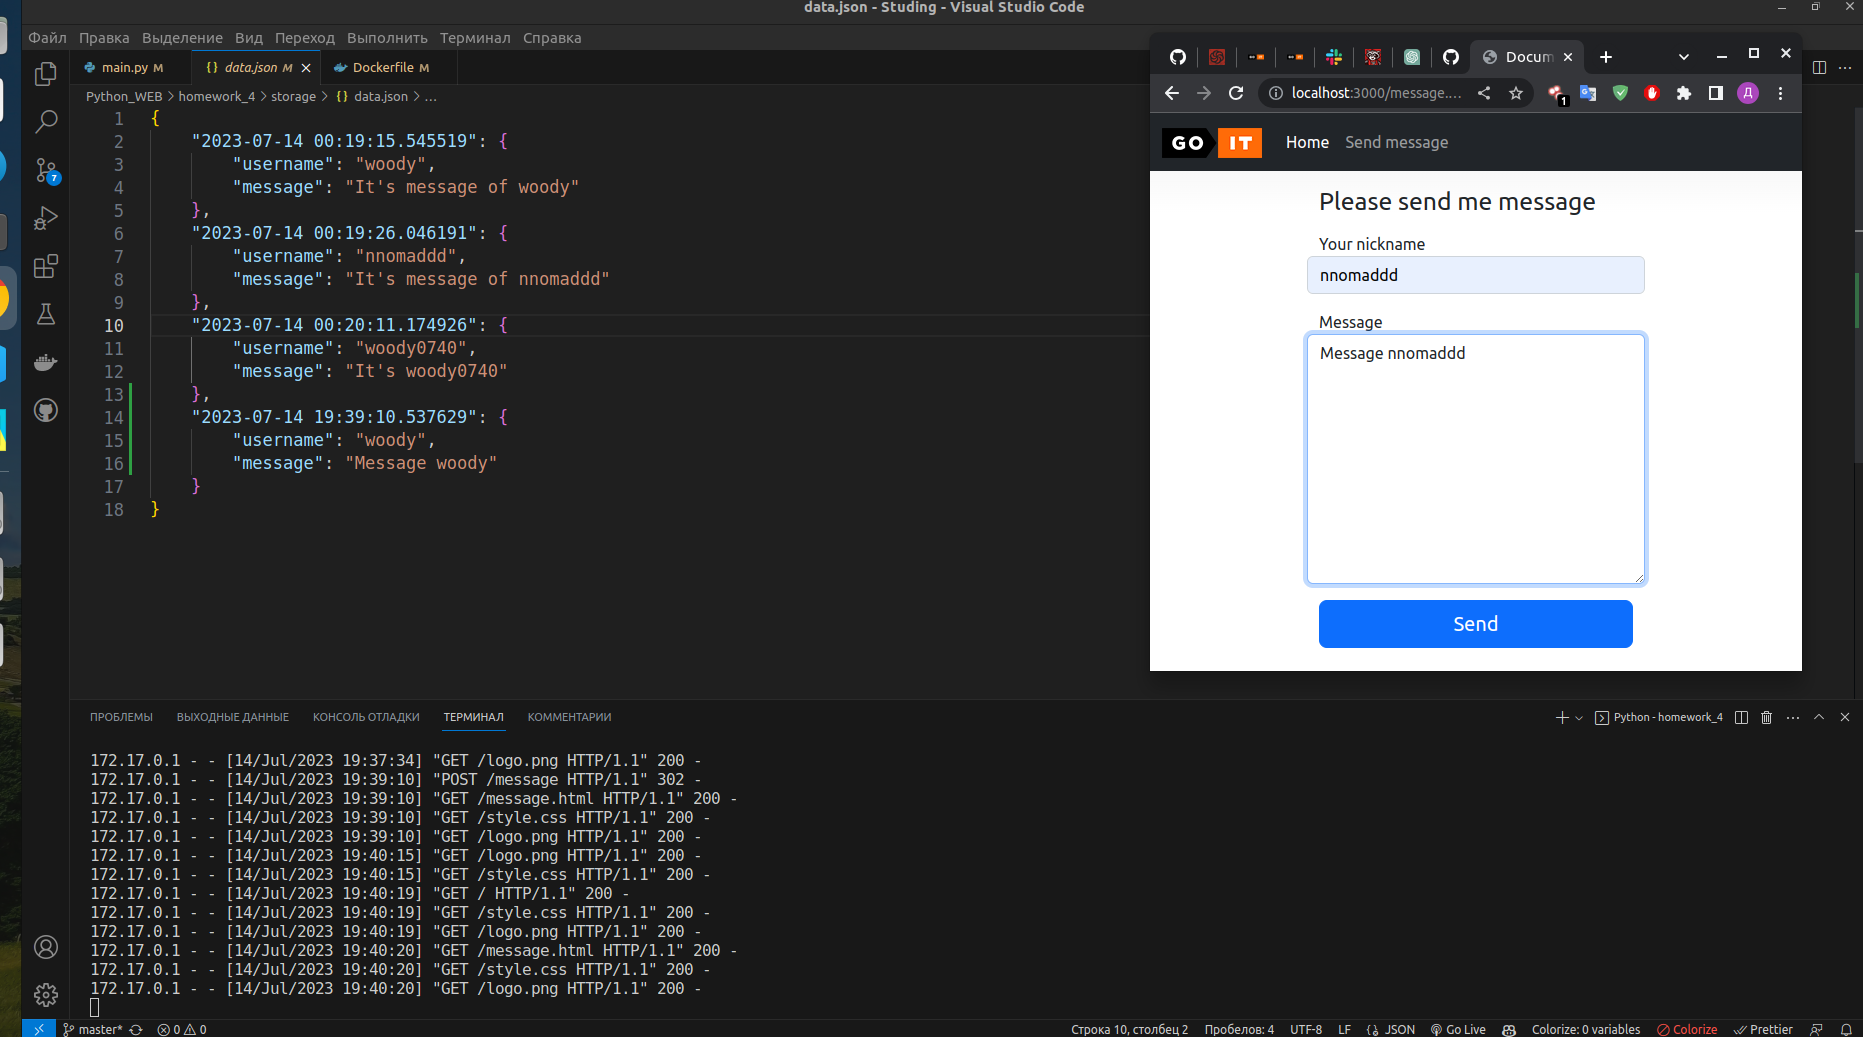 data.json - Studing - Visual Studio Code
Файл Правка Выделение Вид Переход Выполнить Терминал Справка
main.py M
{} data.json M
Dockerfile M
Python_WEB > homework_4 > storage > {} data.json > ...
1 {
2 "2023-07-14 00:19:15.545519": {
3 "username": "woody",
4 "message": "It's message of woody"
5 },
6 "2023-07-14 00:19:26.046191": {
7 "username": "nnomaddd",
8 "message": "It's message of nnomaddd"
9 },
10 "2023-07-14 00:20:11.174926": {
11 "username": "woody0740",
12 "message": "It's woody0740"
13 },
14 "2023-07-14 19:39:10.537629": {
15 "username": "woody",
16 "message": "Message woody"
17 }
18 }
7
Docum
localhost:3000/message....
1
Д
GO IT
Home
Send message
Please send me message
Your nickname
nnomaddd
Message
Message nnomaddd
Send
ПРОБЛЕМЫ ВЫХОДНЫЕ ДАННЫЕ КОНСОЛЬ ОТЛАДКИ ТЕРМИНАЛ КОММЕНТАРИИ
Python - homework_4
172.17.0.1 - - [14/Jul/2023 19:37:34] "GET /logo.png HTTP/1.1" 200 -
172.17.0.1 - - [14/Jul/2023 19:39:10] "POST /message HTTP/1.1" 302 -
172.17.0.1 - - [14/Jul/2023 19:39:10] "GET /message.html HTTP/1.1" 200 -
172.17.0.1 - - [14/Jul/2023 19:39:10] "GET /style.css HTTP/1.1" 200 -
172.17.0.1 - - [14/Jul/2023 19:39:10] "GET /logo.png HTTP/1.1" 200 -
172.17.0.1 - - [14/Jul/2023 19:40:15] "GET /logo.png HTTP/1.1" 200 -
172.17.0.1 - - [14/Jul/2023 19:40:15] "GET /style.css HTTP/1.1" 200 -
172.17.0.1 - - [14/Jul/2023 19:40:19] "GET / HTTP/1.1" 200 -
172.17.0.1 - - [14/Jul/2023 19:40:19] "GET /style.css HTTP/1.1" 200 -
172.17.0.1 - - [14/Jul/2023 19:40:19] "GET /logo.png HTTP/1.1" 200 -
172.17.0.1 - - [14/Jul/2023 19:40:20] "GET /message.html HTTP/1.1" 200 -
172.17.0.1 - - [14/Jul/2023 19:40:20] "GET /style.css HTTP/1.1" 200 -
172.17.0.1 - - [14/Jul/2023 19:40:20] "GET /logo.png HTTP/1.1" 200 -
master* 0 0 Строка 10, столбец 2 Пробелов: 4 UTF-8 LF {} JSON Go Live Colorize: 0 variables Colorize Prettier